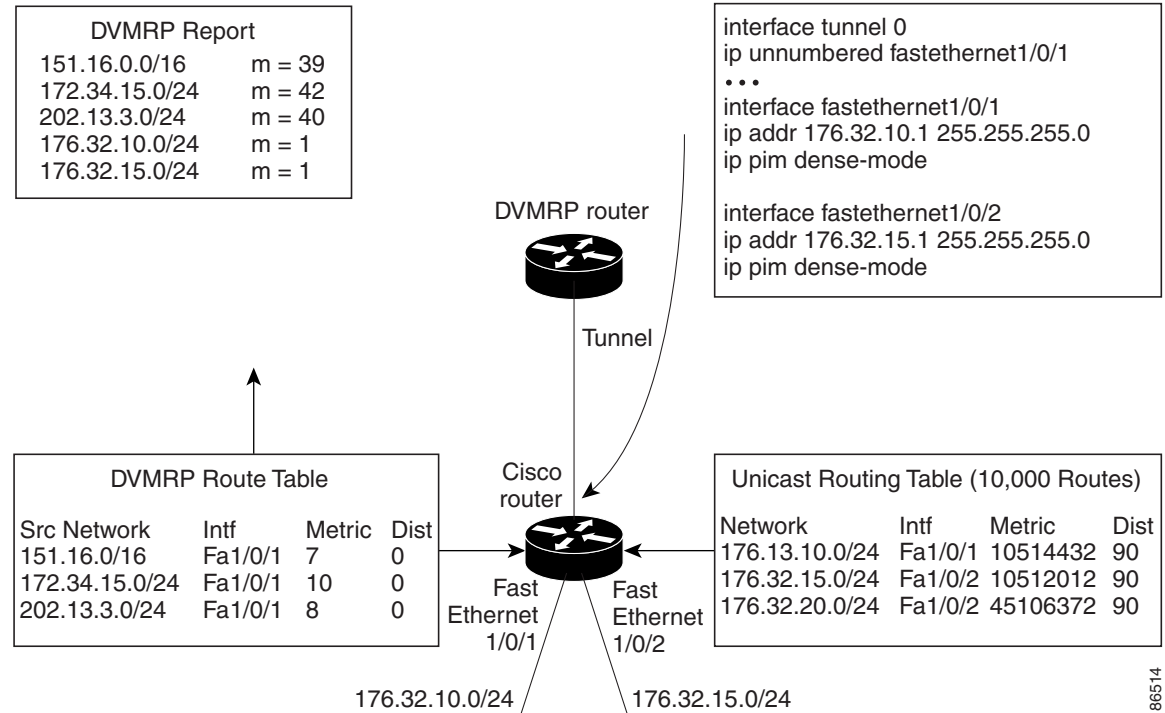 DVMRP Report
151.16.0.0/16 m = 39
172.34.15.0/24 m = 42
202.13.3.0/24 m = 40
176.32.10.0/24 m = 1
176.32.15.0/24 m = 1
interface tunnel 0
ip unnumbered fastethernet1/0/1
• • •
interface fastethernet1/0/1
ip addr 176.32.10.1 255.255.255.0
ip pim dense-mode
interface fastethernet1/0/2
ip addr 176.32.15.1 255.255.255.0
ip pim dense-mode
DVMRP router
Tunnel
Cisco
router
DVMRP Route Table
Src Network Intf Metric Dist
151.16.0/16 Fa1/0/1 7 0
172.34.15.0/24 Fa1/0/1 10 0
202.13.3.0/24 Fa1/0/1 8 0
Unicast Routing Table (10,000 Routes)
Network Intf Metric Dist
176.13.10.0/24 Fa1/0/1 10514432 90
176.32.15.0/24 Fa1/0/2 10512012 90
176.32.20.0/24 Fa1/0/2 45106372 90
Fast
Ethernet
1/0/1
Fast
Ethernet
1/0/2
176.32.10.0/24
176.32.15.0/24
86514